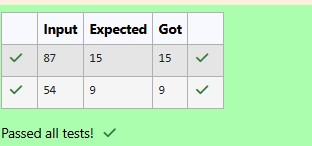 Input Expected Got
87 15 15
54 9 9
Passed all tests!